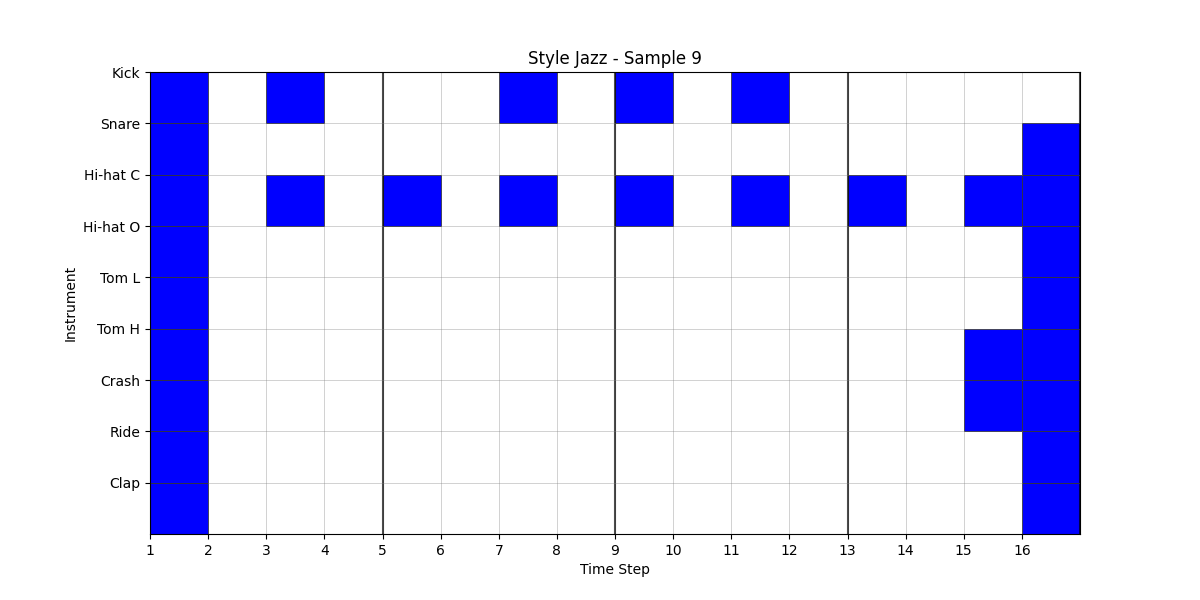 Style Jazz - Sample 9
Kick
Snare
Hi-hat C
Hi-hat O
Tom L
Tom H
Crash
Ride
Clap
Instrument
1 2 3 4 5 6 7 8 9 10 11 12 13 14 15 16
Time Step